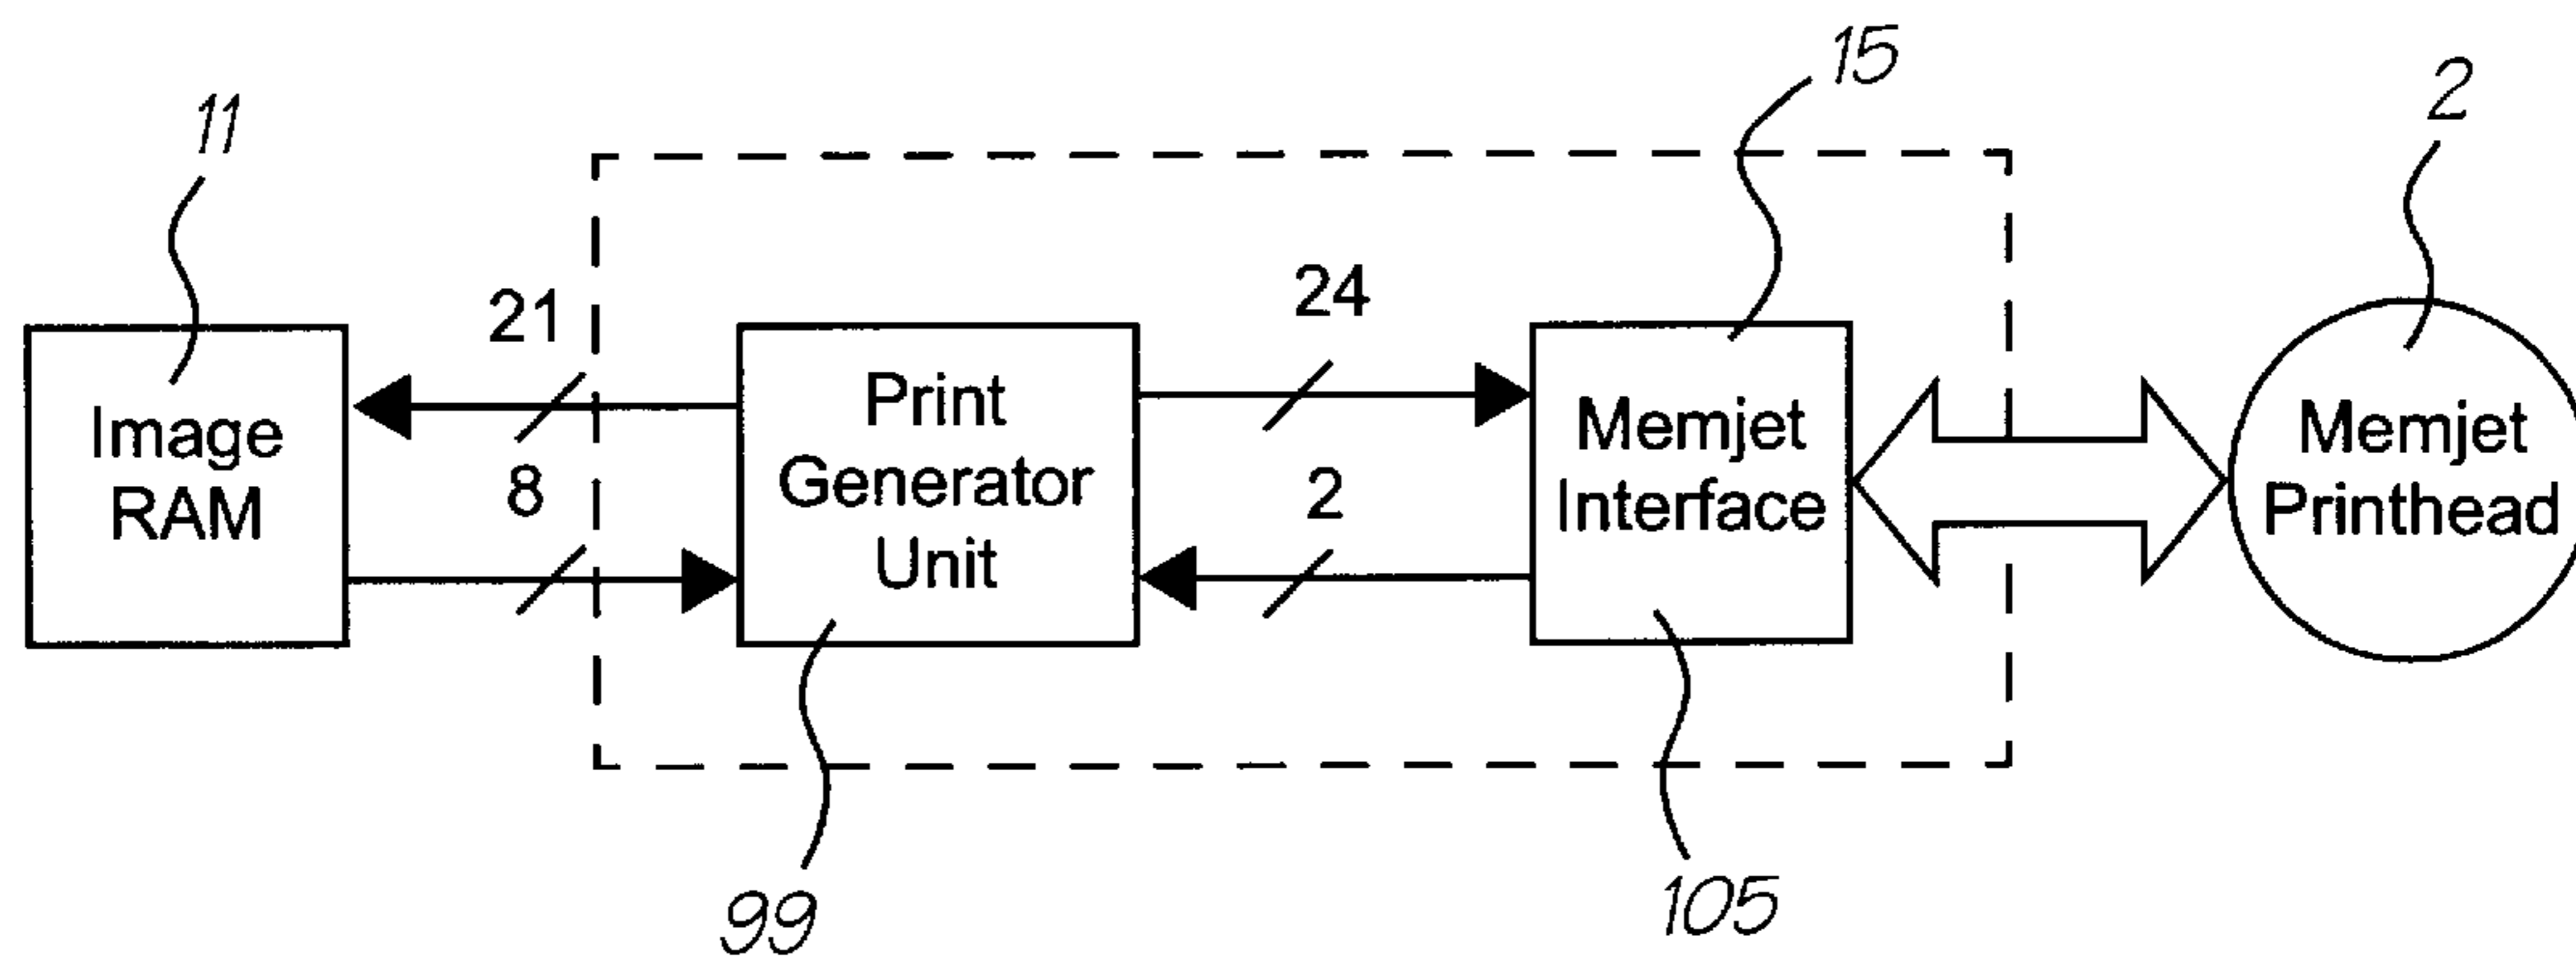 15
2
11
21
24
8
2
Image
RAM
Print
Generator
Unit
Memjet
Interface
Memjet
Printhead
99
105